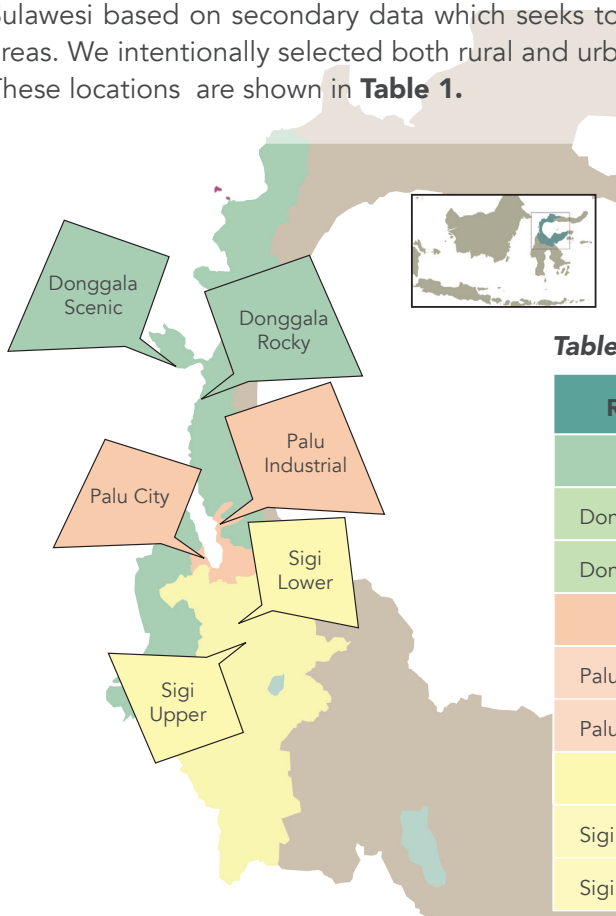 Sulawesi based on secondary data which seeks to
areas. We intentionally selected both rural and urb
These locations are shown in Table 1.
Donggala
Scenic
Donggala
Rocky
Palu
Industrial
Palu City
Sigi
Lower
Sigi
Upper
Table
R
Don
Don
Palu
Palu
Sigi
Sigi